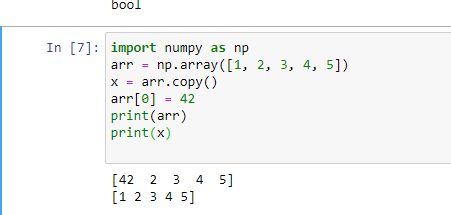 bool
In [7]: import numpy as np
arr = np.array([1, 2, 3, 4, 5])
x = arr.copy()
arr[0] = 42
print(arr)
print(x)
[42  2  3  4  5]
[1 2 3 4 5]